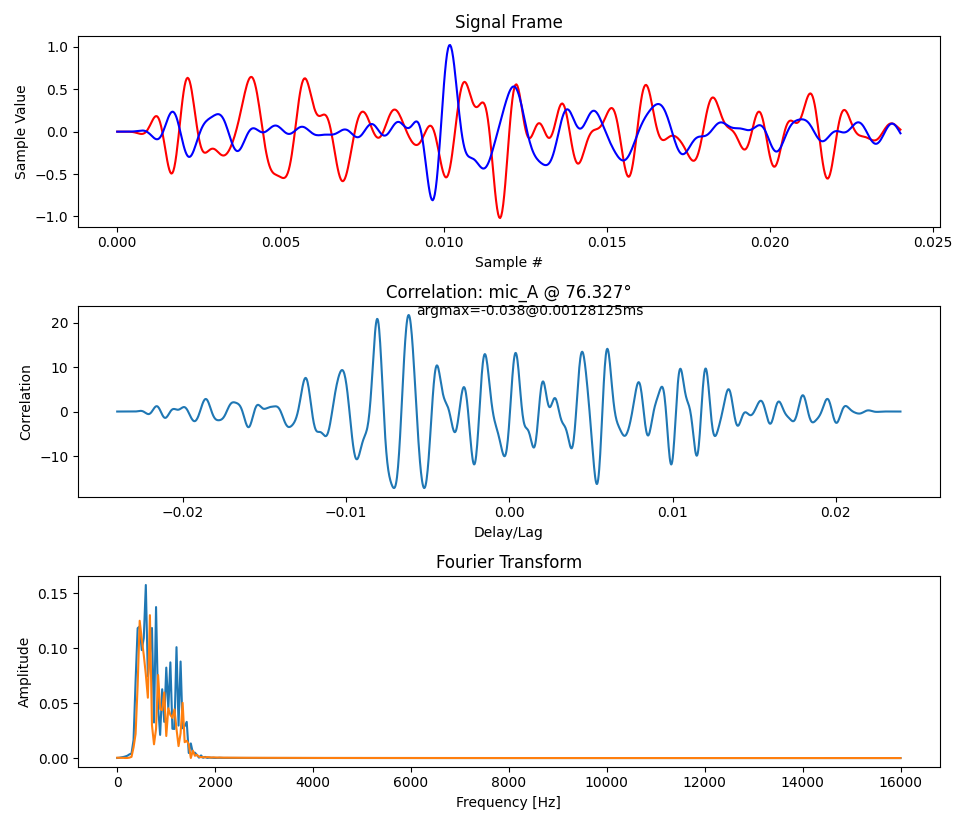 Signal Frame
1.0
0.5
0.0
−0.5
−1.0
Sample Value
0.000 0.005 0.010 0.015 0.020 0.025
Sample #
Correlation: mic_A @ 76.327°
argmax=-0.038@0.00128125ms
20
10
0
−10
Correlation
−0.02 −0.01 0.00 0.01 0.02
Delay/Lag
Fourier Transform
0.15
0.10
0.05
0.00
Amplitude
0 2000 4000 6000 8000 10000 12000 14000 16000
Frequency [Hz]